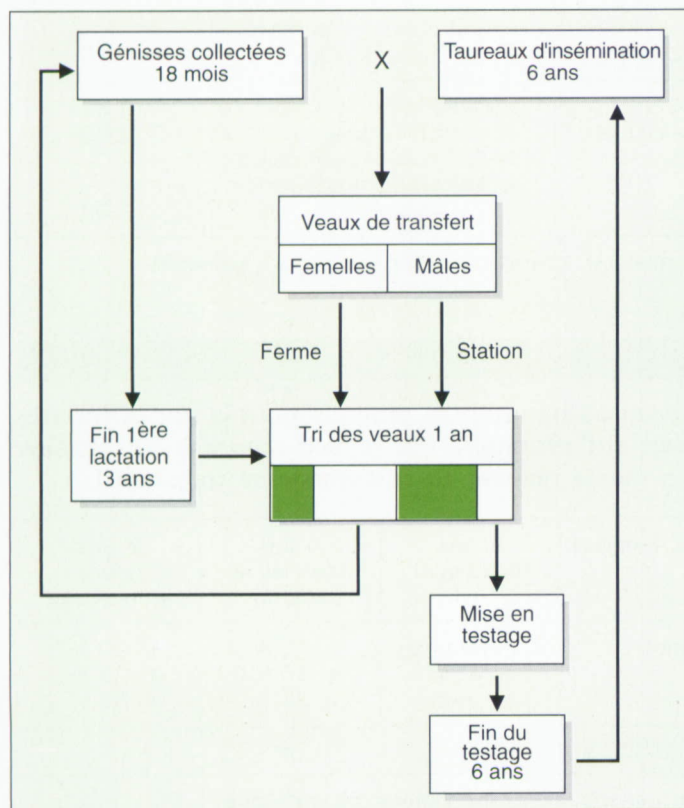 Génisses collectées
18 mois
X
Taureaux d'insémination
6 ans
Veaux de transfert
Femelles
Mâles
Ferme
Station
Fin 1ère
lactation
3 ans
Tri des veaux 1 an
Mise en
testage
Fin du
testage
6 ans